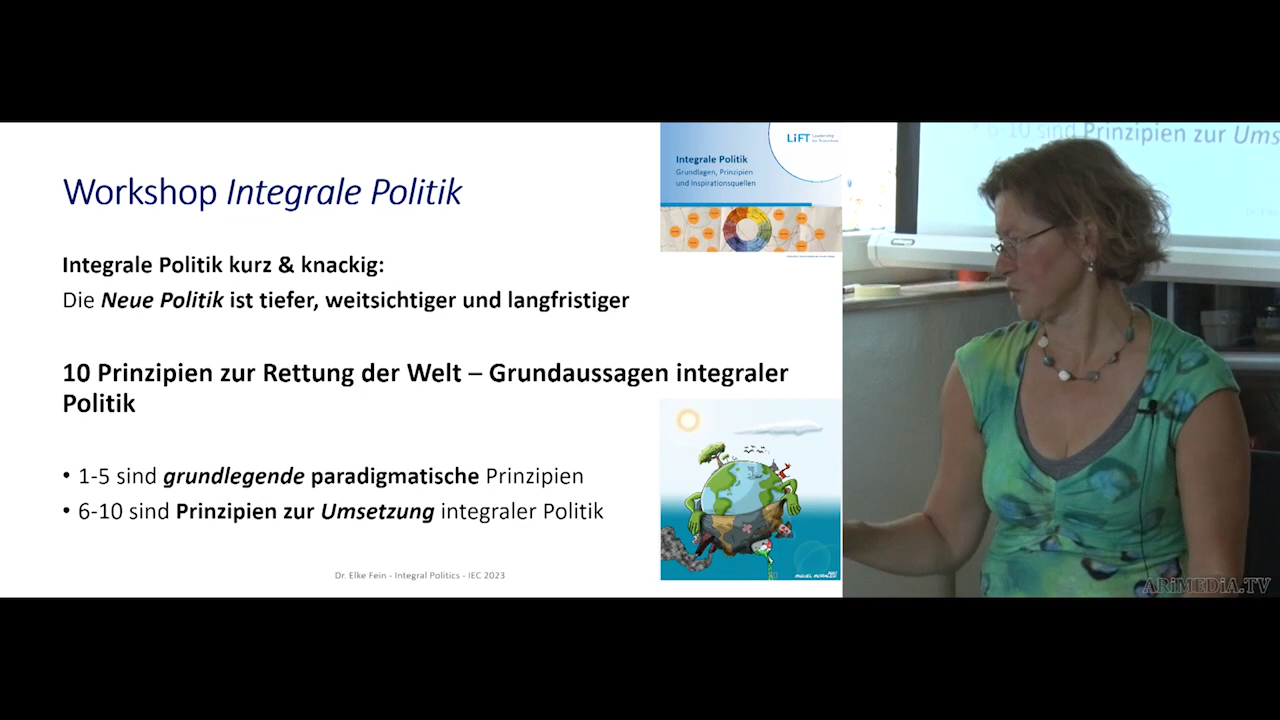 Workshop Integrale Politik
Integrale Politik kurz & knackig:
Die Neue Politik ist tiefer, weitsichtiger und langfristiger
10 Prinzipien zur Rettung der Welt – Grundaussagen integraler
Politik
• 1-5 sind grundlegende paradigmatische Prinzipien
• 6-10 sind Prinzipien zur Umsetzung integraler Politik
Dr. Elke Fein - Integral Politics - IEC 2023
LiFT Leadership
Integrale Politik
Grundlagen, Prinzipien
und Inspirationsquellen
6-10 sind Prinzipien zur Ums
ARiMEDiA.TV